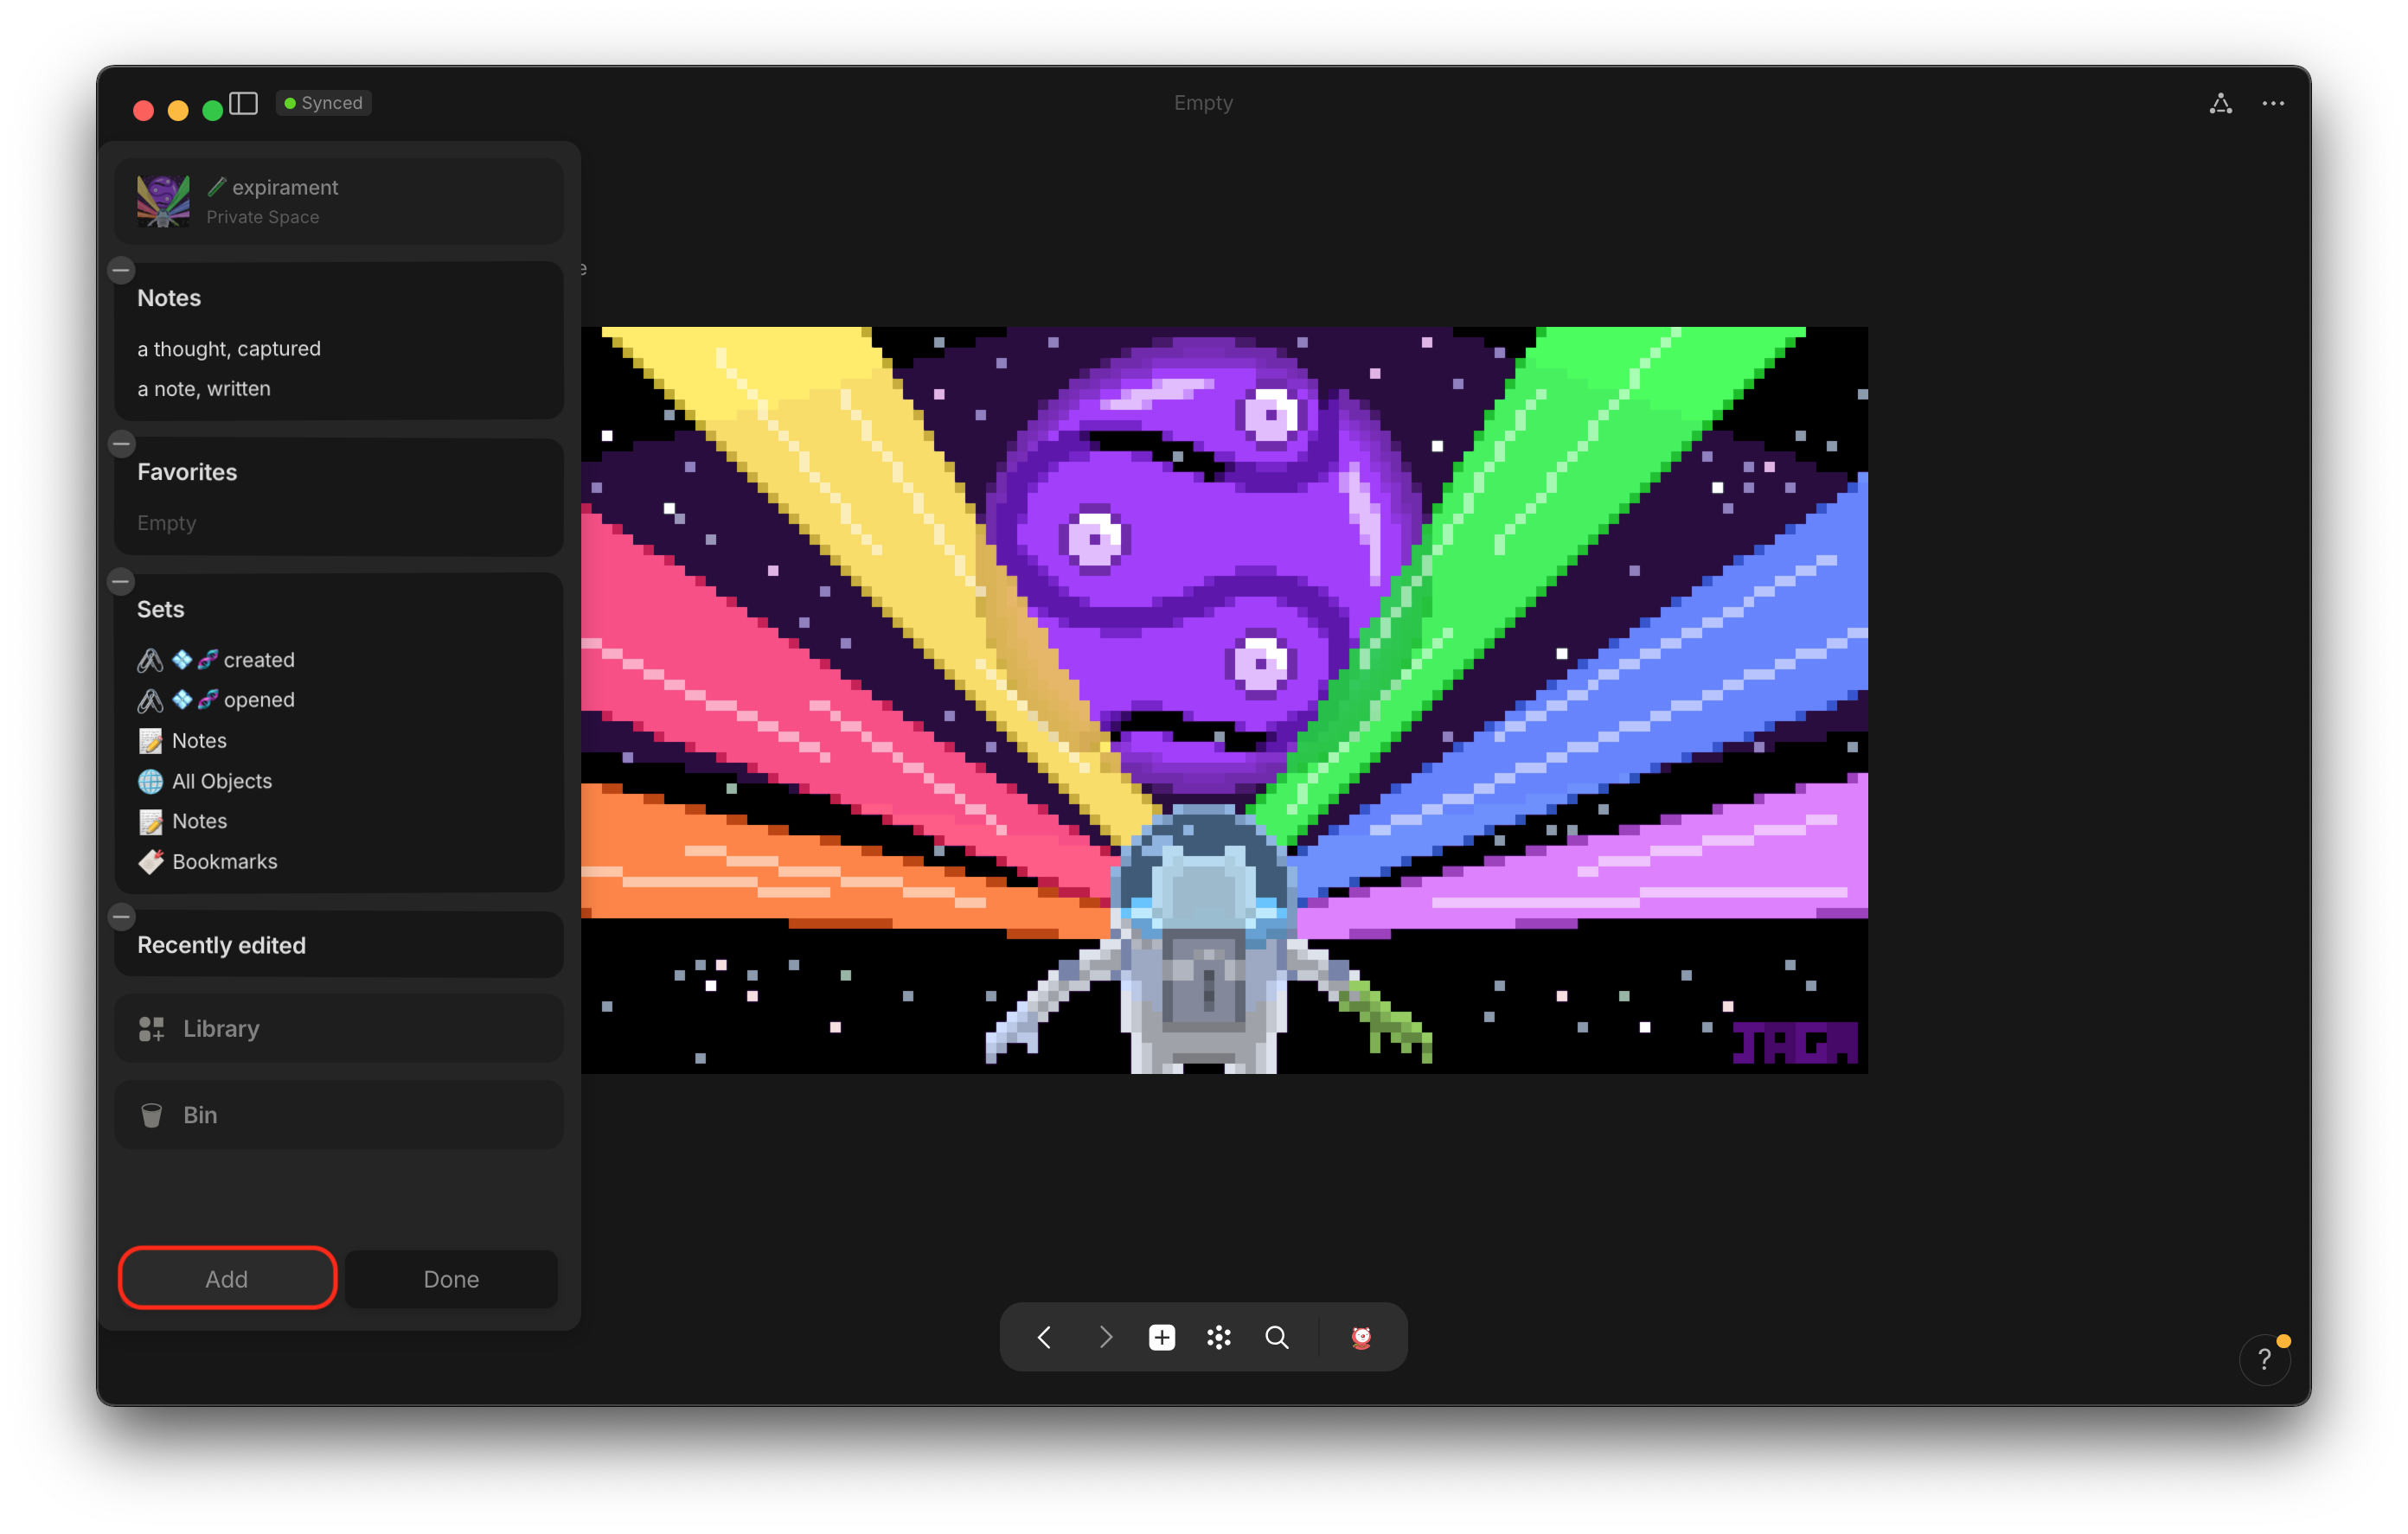 Synced
Empty
expirament
Private Space
e
Notes
a thought, captured
a note, written
Favorites
Empty
Sets
created
opened
Notes
All Objects
Notes
Bookmarks
Recently edited
Library
Bin
Add
Done
JAGA
?